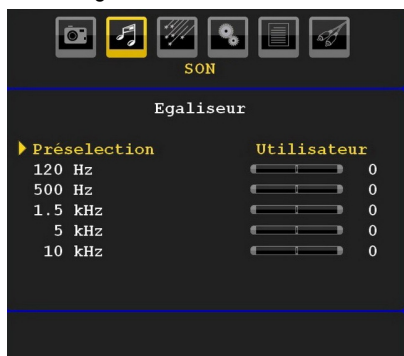 SON
Egaliseur
Préselection Utilisateur
120 Hz 0
500 Hz 0
1.5 kHz 0
5 kHz 0
10 kHz 0